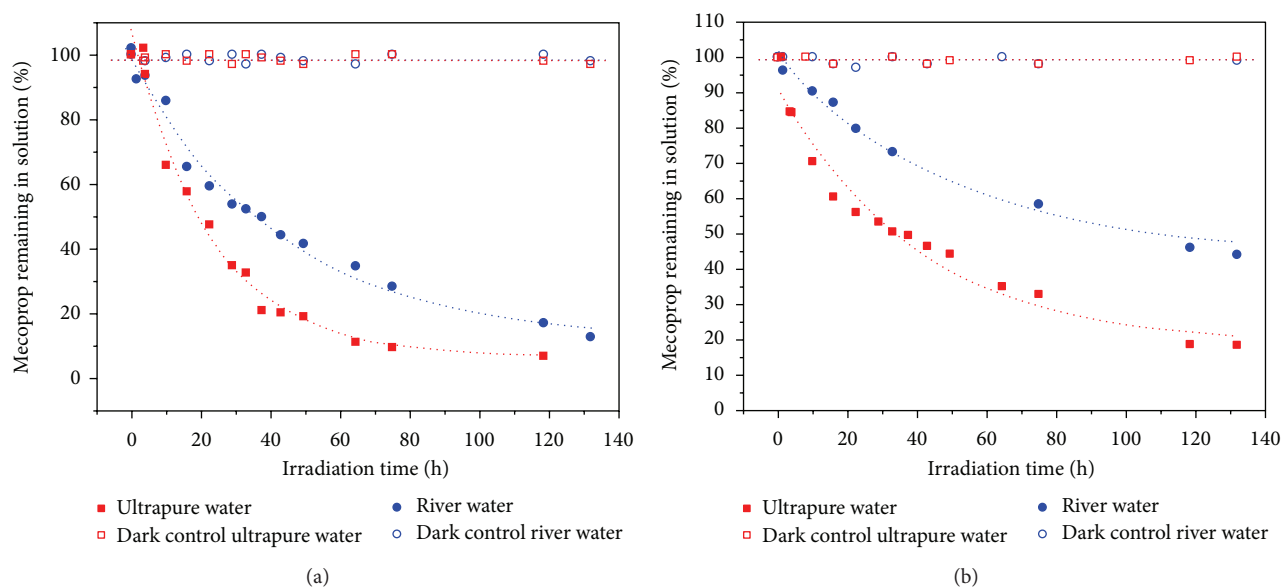 Mecoprop remaining in solution (%)
100
80
60
40
20
0
0
20
40
60
80
100
120
140
Irradiation time (h)
Ultrapure water
Dark control ultrapure water
River water
Dark control river water
(a)
Mecoprop remaining in solution (%)
110
100
90
80
70
60
50
40
30
20
10
0
0
20
40
60
80
100
120
140
Irradiation time (h)
Ultrapure water
Dark control ultrapure water
River water
Dark control river water
(b)